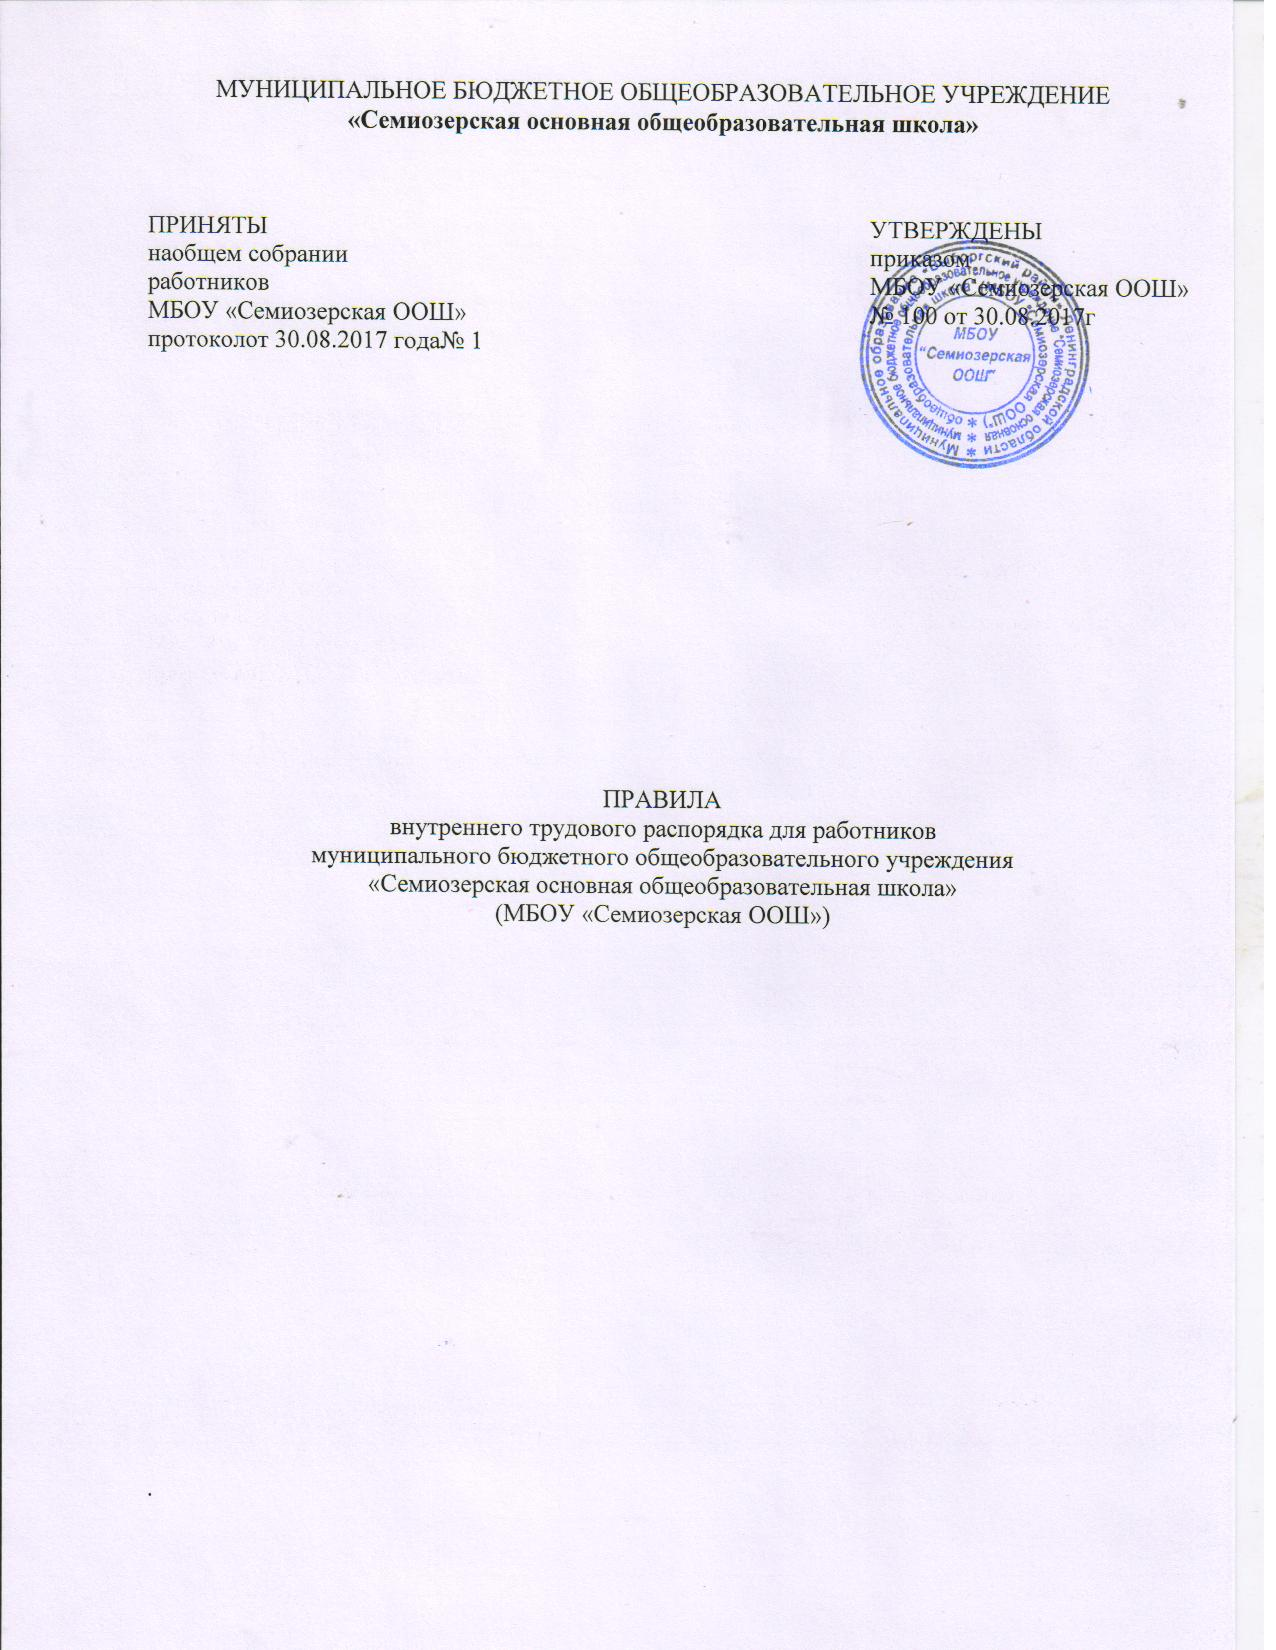 МУНИЦИПАЛЬНОЕ БЮДЖЕТНОЕ ОБЩЕОБРАЗОВАТЕЛЬНОЕ УЧРЕЖДЕНИЕ
«Семиозерская основная общеобразовательная школа»
ПРИНЯТЫ
наобщем собрании
работников
МБОУ «Семиозерская ООШ»
протоколот 30.08.2017 года№ 1
УТВЕРЖДЕНЫ
приказом
МБОУ «Семиозерская ООШ»
№ 100 от 30.08.2017г
МБОУ
"Семиозерская
ООШ"
ПРАВИЛА
внутреннего трудового распорядка для работников
муниципального бюджетного общеобразовательного учреждения
«Семиозерская основная общеобразовательная школа»
(МБОУ «Семиозерская ООШ»)
.